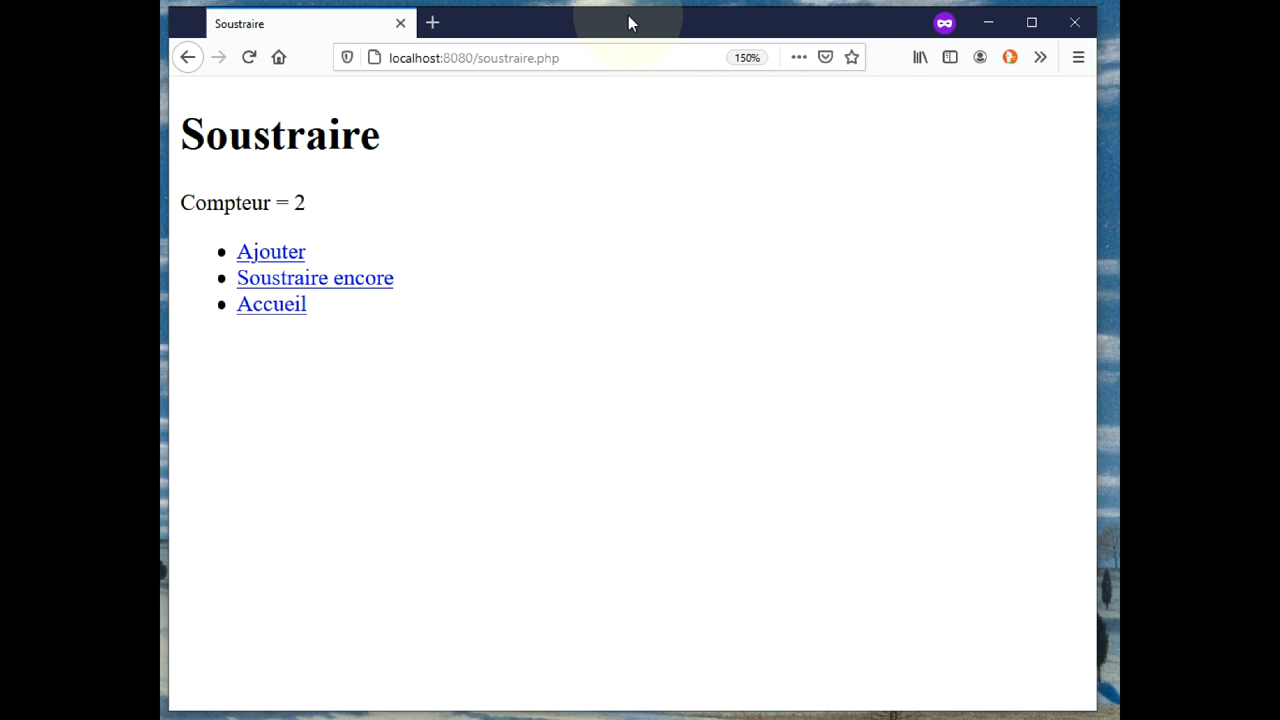 Soustraire
localhost:8080/soustraire.php
150%
Soustraire
Compteur = 2
Ajouter
Soustraire encore
Accueil